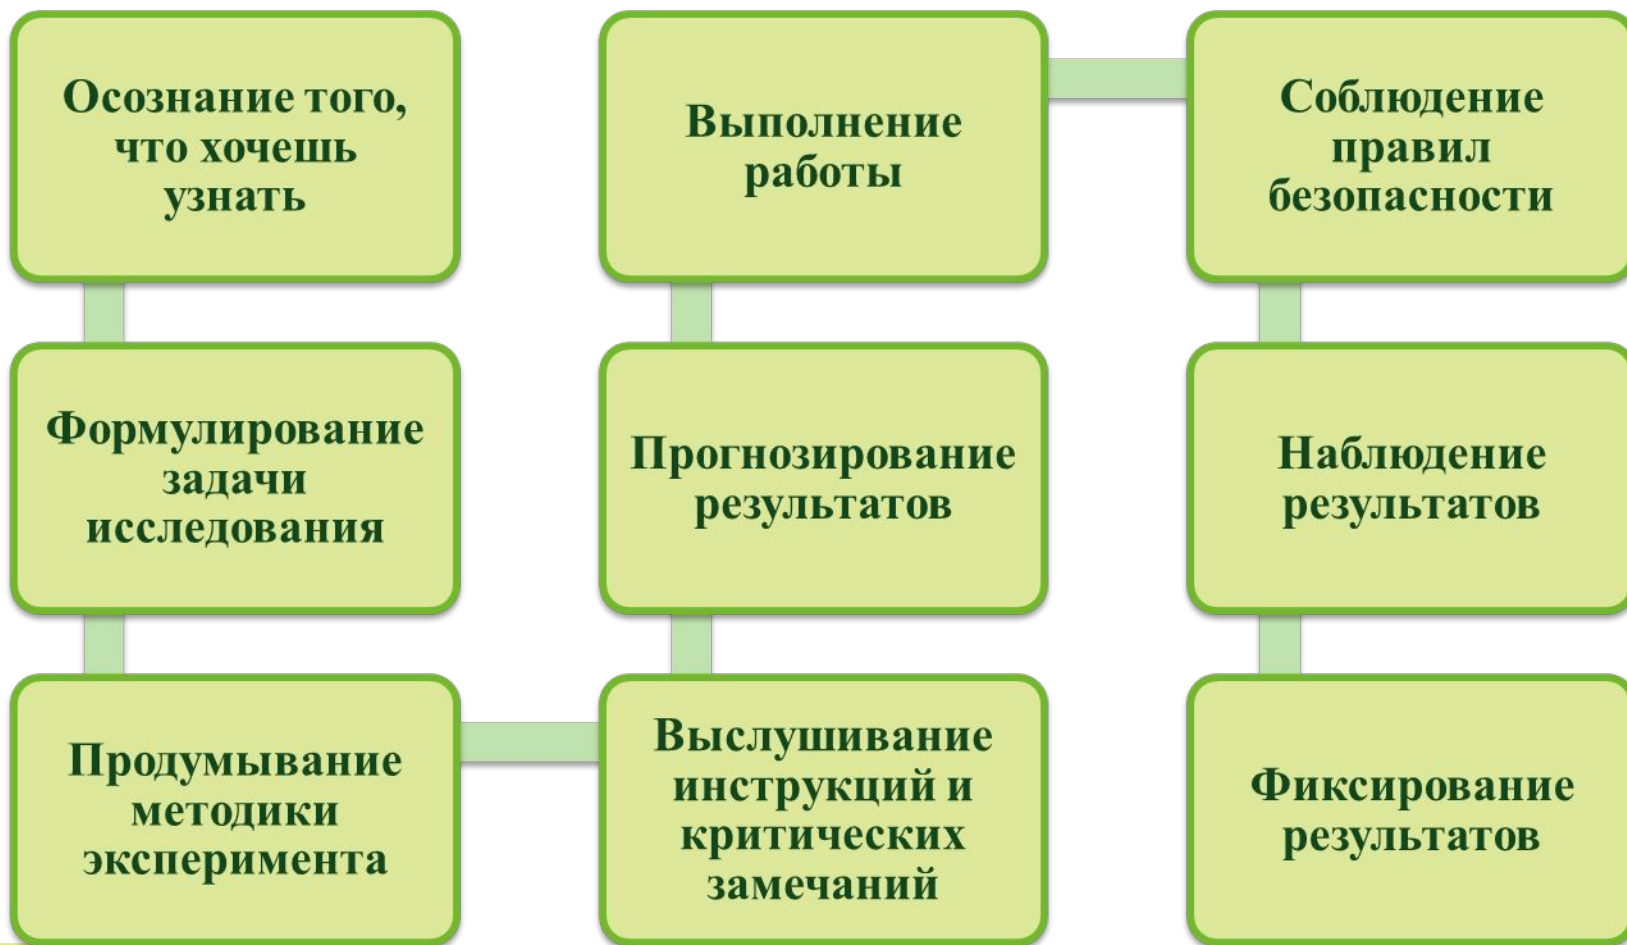 Осознание того,
что хочешь
узнать
Формулирование
задачи
исследования
Продумывание
методики
эксперимента
Выслушивание
инструкций и
критических
замечаний
Прогнозирование
результатов
Выполнение
работы
Соблюдение
правил
безопасности
Наблюдение
результатов
Фиксирование
результатов